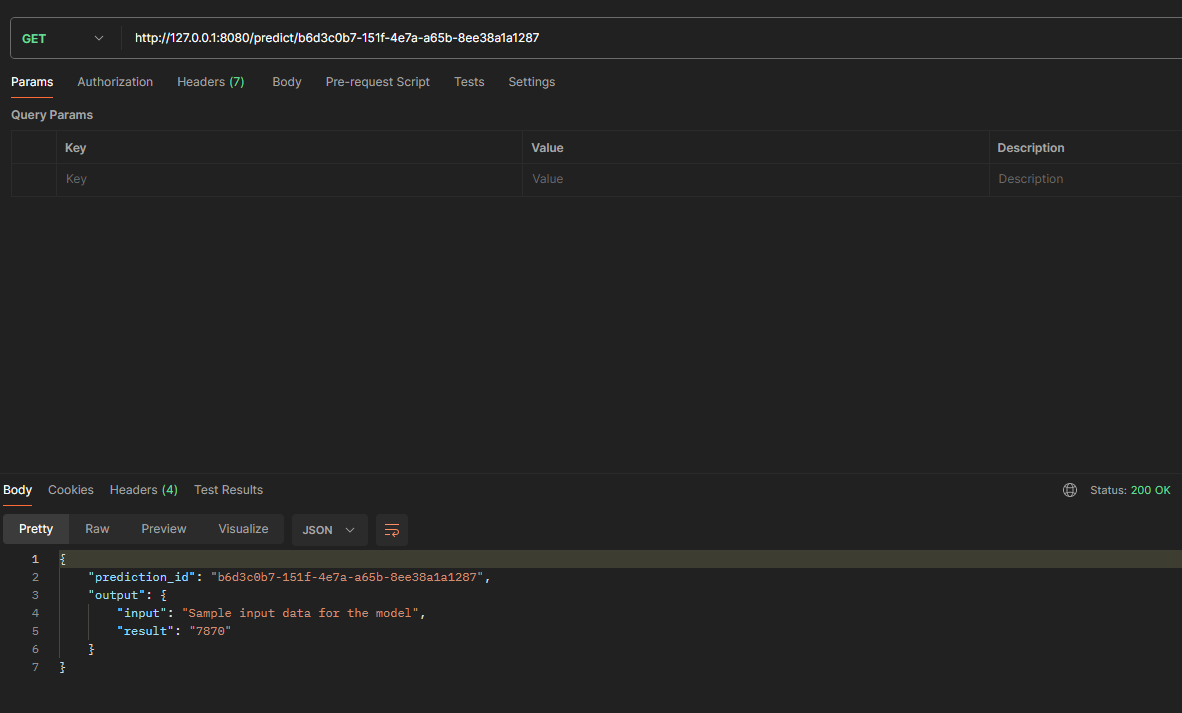 GET http://127.0.0.1:8080/predict/b6d3c0b7-151f-4e7a-a65b-8ee38a1a1287
Params Authorization Headers (7) Body Pre-request Script Tests Settings
Query Params
Key Value Description
Key Value Description
Body Cookies Headers (4) Test Results Status: 200 OK
Pretty Raw Preview Visualize JSON
1 {
2 "prediction_id": "b6d3c0b7-151f-4e7a-a65b-8ee38a1a1287",
3 "output": {
4 "input": "Sample input data for the model",
5 "result": "7870"
6 }
7 }